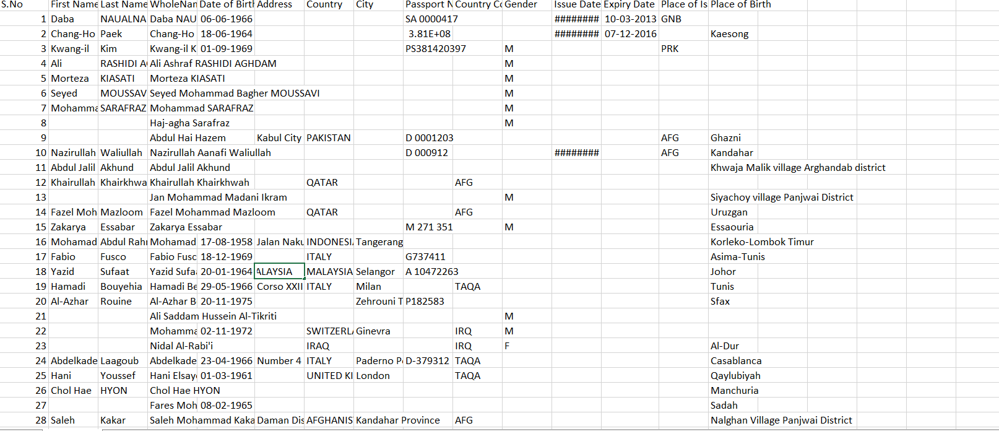 S.No First Name Last Name WholeNam Date of Birth Address Country City Passport N Country Co Gender Issue Date Expiry Date Place of Is Place of Birth
1 Daba NAUALNA Daba NAU 06-06-1966 SA 0000417 ######## 10-03-2013 GNB
2 Chang-Ho Paek Chang-Ho 18-06-1964 3.81E+08 ######## 07-12-2016 Kaesong
3 Kwang-il Kim Kwang-il K 01-09-1969 PS381420397 M PRK
4 Ali RASHIDI A Ali Ashraf RASHIDI AGHDAM M
5 Morteza KIASATI Morteza KIASATI M
6 Seyed MOUSSAV Seyed Mohammad Bagher MOUSSAVI M
7 Mohamma SARAFRAZ Mohammad SARAFRAZ M
8 Haj-agha Sarafraz M
9 Abdul Hai Hazem Kabul City PAKISTAN D 0001203 AFG Ghazni
10 Nazirullah Waliullah Nazirullah Aanafi Waliullah D 000912 ######## AFG Kandahar
11 Abdul Jalil Akhund Abdul Jalil Akhund Khwaja Malik village Arghandab district
12 Khairullah Khairkhwa Khairullah Khairkhwah QATAR AFG
13 Jan Mohammad Madani Ikram M Siyachoy village Panjwai District
14 Fazel Moh Mazloom Fazel Mohammad Mazloom QATAR AFG Uruzgan
15 Zakarya Essabar Zakarya Essabar M 271 351 M Essaouria
16 Mohamad Abdul Rah Mohamad 17-08-1958 Jalan Naku INDONESI Tangerang Korleko-Lombok Timur
17 Fabio Fusco Fabio Fusc 18-12-1969 ITALY G737411 Asima-Tunis
18 Yazid Sufaat Yazid Sufa 20-01-1964 ALAYSIA MALAYSIA Selangor A 10472263 Johor
19 Hamadi Bouyehia Hamadi Be 29-05-1966 Corso XXII ITALY Milan TAQA Tunis
20 Al-Azhar Rouine Al-Azhar B 20-11-1975 Zehrouni T P182583 Sfax
21 Ali Saddam Hussein Al-Tikriti M
22 Mohamma 02-11-1972 SWITZERL Ginevra IRQ M
23 Nidal Al-Rabi'i IRAQ IRQ F Al-Dur
24 Abdelkade Laagoub Abdelkade 23-04-1966 Number 4 ITALY Paderno P D-379312 TAQA Casablanca
25 Hani Youssef Hani Elsay 01-03-1961 UNITED KI London TAQA Qaylubiyah
26 Chol Hae HYON Chol Hae HYON Manchuria
27 Fares Moh 08-02-1965 Sadah
28 Saleh Kakar Saleh Mohammad Kaka Daman Dis AFGHANIS Kandahar Province AFG Nalghan Village Panjwai District